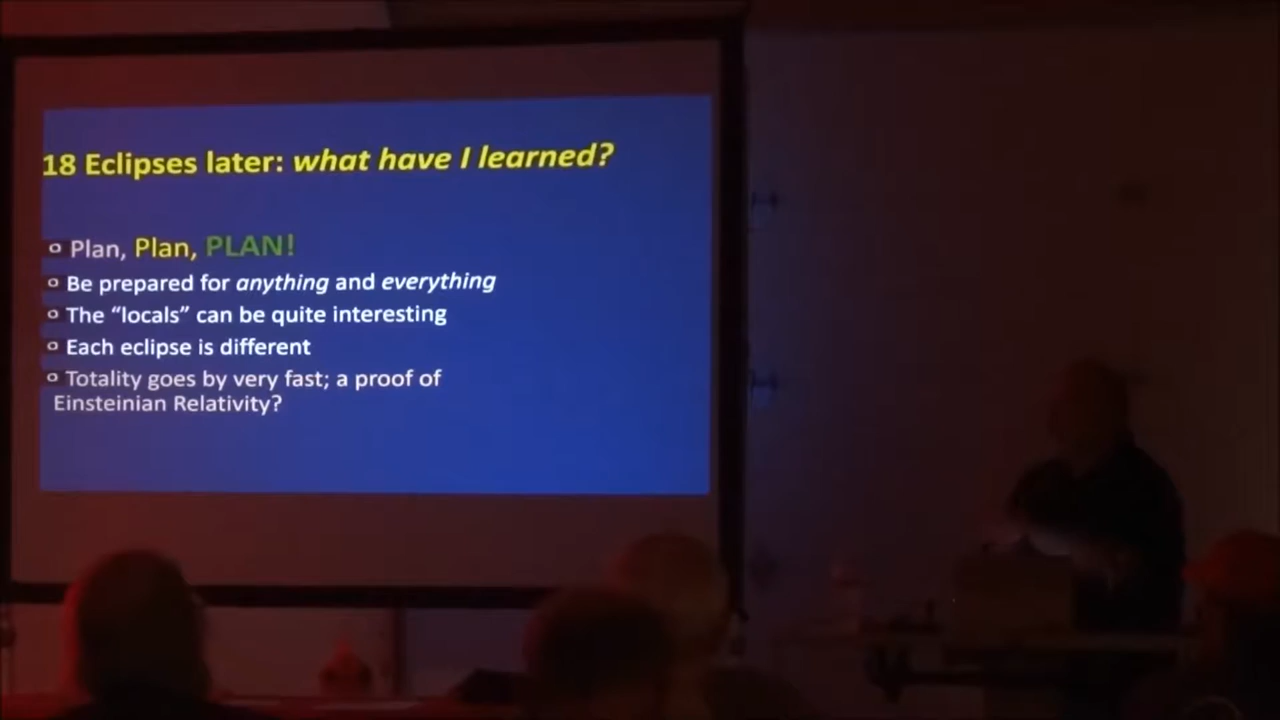 18 Eclipses later: what have I learned?
Plan, Plan, PLAN!
Be prepared for anything and everything
The “locals” can be quite interesting
Each eclipse is different
Totality goes by very fast; a proof of
Einsteinian Relativity?